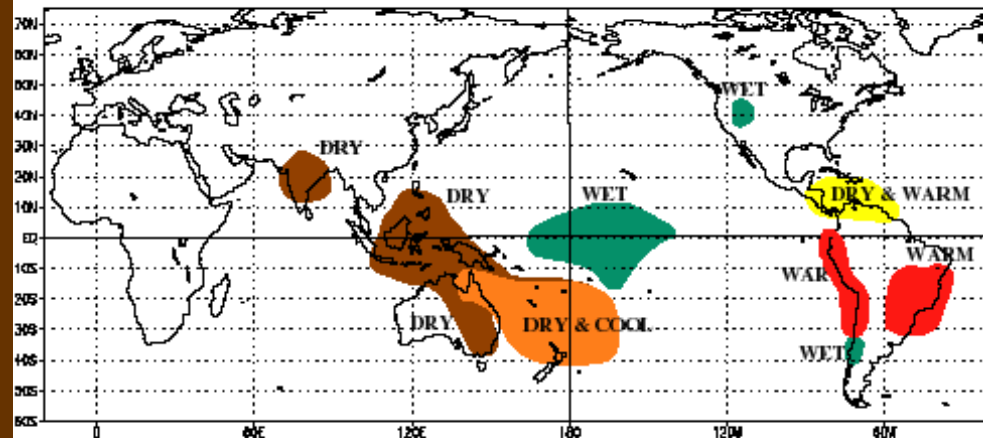 70N
60N
50N
WET
40N
30N
DRY
20N
DRY
WET
DRY & WARM
10N
EQ
10S
WARM
WAR
20S
30S
DRY
DRY & COOL
WET
40S
50S
60S
0
60E
120E
180
120W
60W